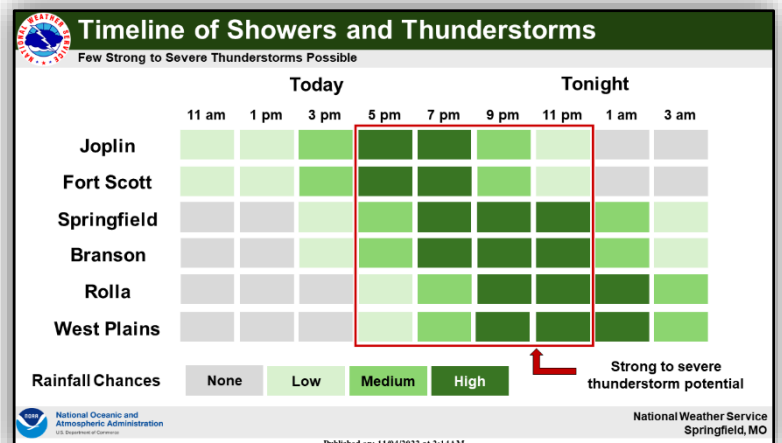 Timeline of Showers and Thunderstorms
Few Strong to Severe Thunderstorms Possible
Today Tonight
11 am 1 pm 3 pm 5 pm 7 pm 9 pm 11 pm 1 am 3 am
Joplin
Fort Scott
Springfield
Branson
Rolla
West Plains
Rainfall Chances None Low Medium High
Strong to severe
thunderstorm potential
NATIONAL WEATHER SERVICE
NOAA
National Oceanic and
Atmospheric Administration
U.S. Department of Commerce
National Weather Service
Springfield, MO